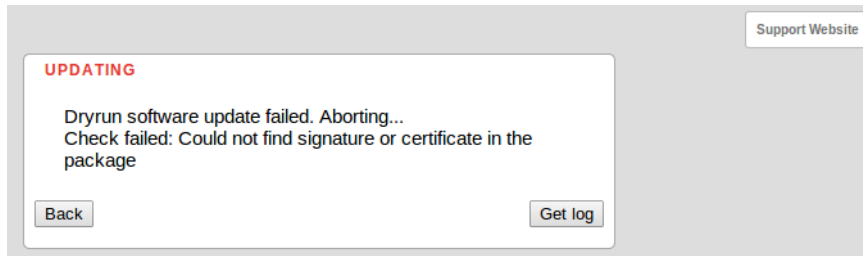 Support Website
UPDATING
Dryrun software update failed. Aborting...
Check failed: Could not find signature or certificate in the
package
Back
Get log